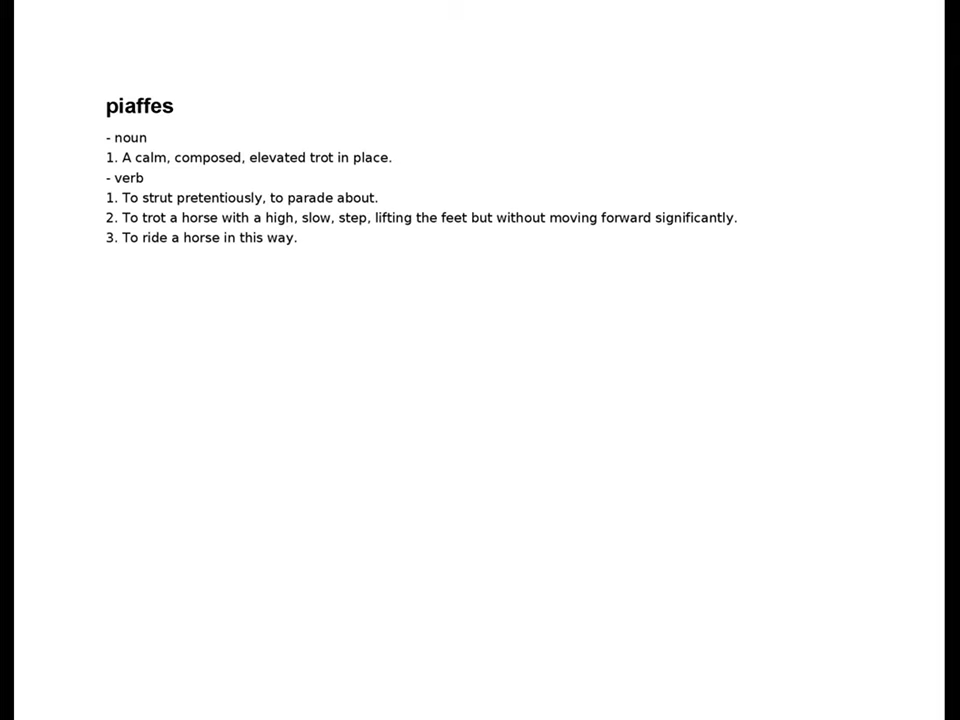 piaffes
- noun
1. A calm, composed, elevated trot in place.
- verb
1. To strut pretentiously, to parade about.
2. To trot a horse with a high, slow, step, lifting the feet but without moving forward significantly.
3. To ride a horse in this way.